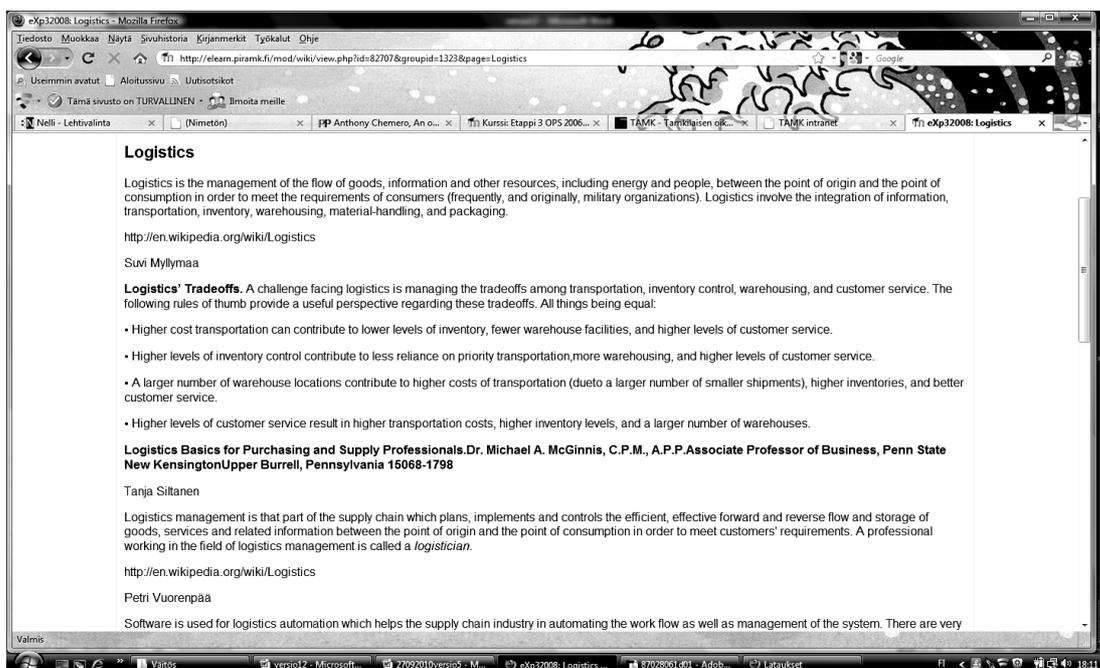 eXp32008: Logistics - Mozilla Firefox
Tiedosto Muokkaa Näytä Sivuhistoria Kirjanmerkit Työkalut Ohje
http://elearn.piramk.fi/mod/wiki/view.php?id=82707&groupid=1323&page=Logistics
Google
Useimmin avatut Aloitussivu Uutisotsikot
Tämä sivusto on TURVALLINEN Ilmoita meille
Nelli - Lehtivalinta (Nimetön) Anthony Chemero, An o... Kurssi: Etappi 3 OPS 2006... TAMK - Tamkilaisen oik... TAMK intranet eXp32008: Logistics
Logistics
Logistics is the management of the flow of goods, information and other resources, including energy and people, between the point of origin and the point of
consumption in order to meet the requirements of consumers (frequently, and originally, military organizations). Logistics involve the integration of information,
transportation, inventory, warehousing, material-handling, and packaging.
http://en.wikipedia.org/wiki/Logistics
Suvi Myllymaa
Logistics' Tradeoffs. A challenge facing logistics is managing the tradeoffs among transportation, inventory control, warehousing, and customer service. The
following rules of thumb provide a useful perspective regarding these tradeoffs. All things being equal:
• Higher cost transportation can contribute to lower levels of inventory, fewer warehouse facilities, and higher levels of customer service.
• Higher levels of inventory control contribute to less reliance on priority transportation,more warehousing, and higher levels of customer service.
• A larger number of warehouse locations contribute to higher costs of transportation (dueto a larger number of smaller shipments), higher inventories, and better
customer service.
• Higher levels of customer service result in higher transportation costs, higher inventory levels, and a larger number of warehouses.
Logistics Basics for Purchasing and Supply Professionals.Dr. Michael A. McGinnis, C.P.M., A.P.P.Associate Professor of Business, Penn State
New KensingtonUpper Burrell, Pennsylvania 15068-1798
Tanja Siltanen
Logistics management is that part of the supply chain which plans, implements and controls the efficient, effective forward and reverse flow and storage of
goods, services and related information between the point of origin and the point of consumption in order to meet customers' requirements. A professional
working in the field of logistics management is called a logistician.
http://en.wikipedia.org/wiki/Logistics
Petri Vuorenpää
Software is used for logistics automation which helps the supply chain industry in automating the work flow as well as management of the system. There are very
Valmis
Väitös versio12 - Microsoft... 27092010versio5 - M... eXp32008: Logistics ... 87028061d01 - Adob... Lataukset FI 18:11